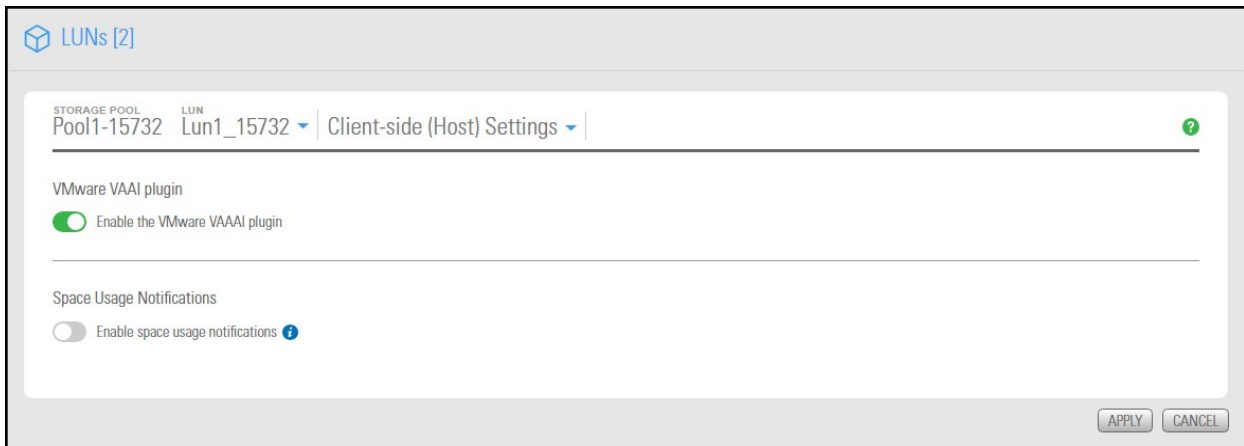 LUNs [2]
STORAGE POOL LUN
Pool1-15732 Lun1_15732 Client-side (Host) Settings
VMware VAAI plugin
Enable the VMware VAAAI plugin
Space Usage Notifications
Enable space usage notifications
APPLY CANCEL